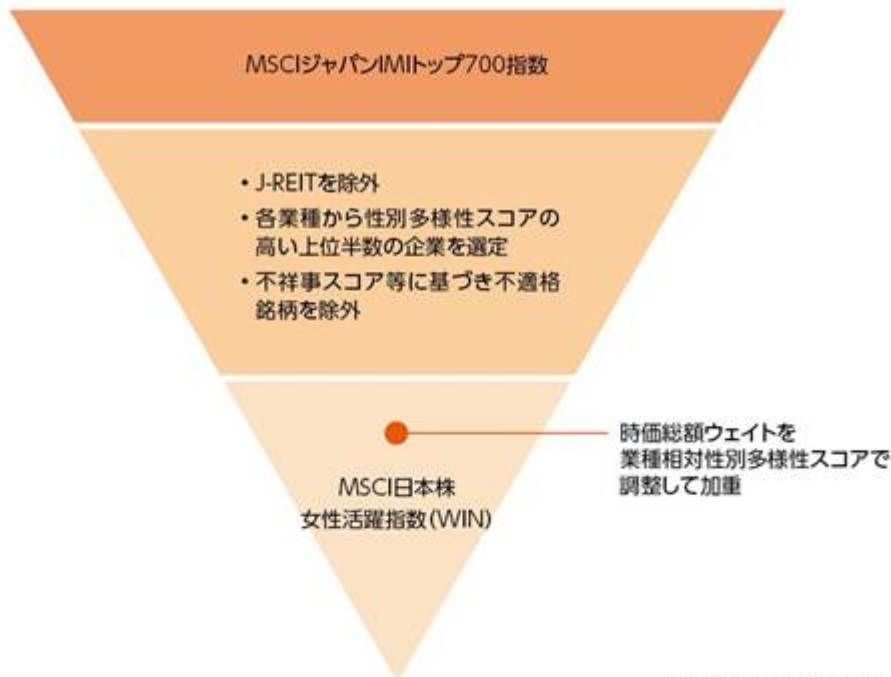 MSCIジャパンIMIトップ700指数
・J-REITを除外
・各業種から性別多様性スコアの
高い上位半数の企業を選定
・不祥事スコア等に基づき不適格
銘柄を除外
時価総額ウェイトを
業種相対性別多様性スコアで
調整して加重
MSCI日本株
女性活躍指数(WIN)